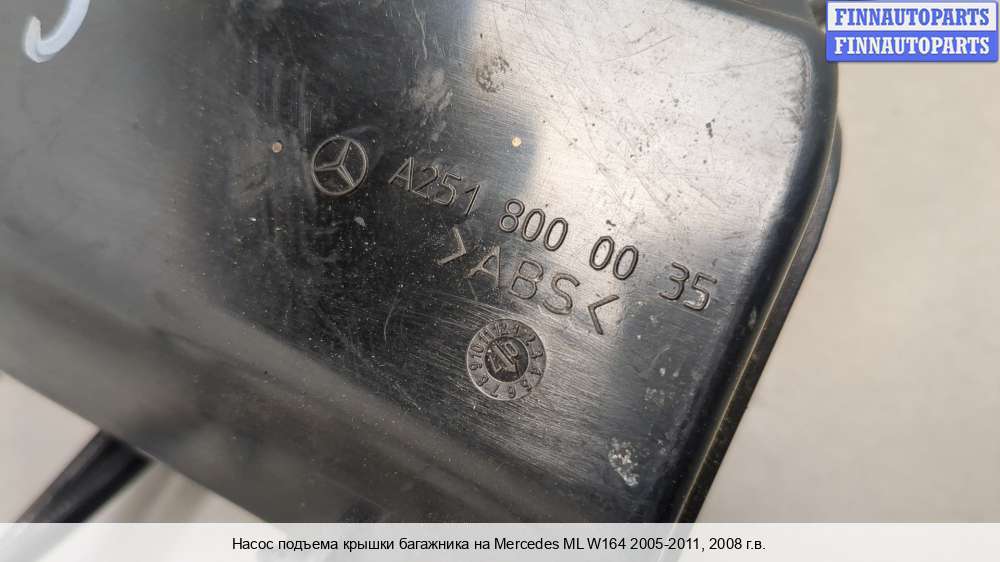 FINNAUTOPARTS
FINNAUTOPARTS
A251 800 00 35
>ABS<
Насос подъема крышки багажника на Mercedes ML W164 2005-2011, 2008 г.в.